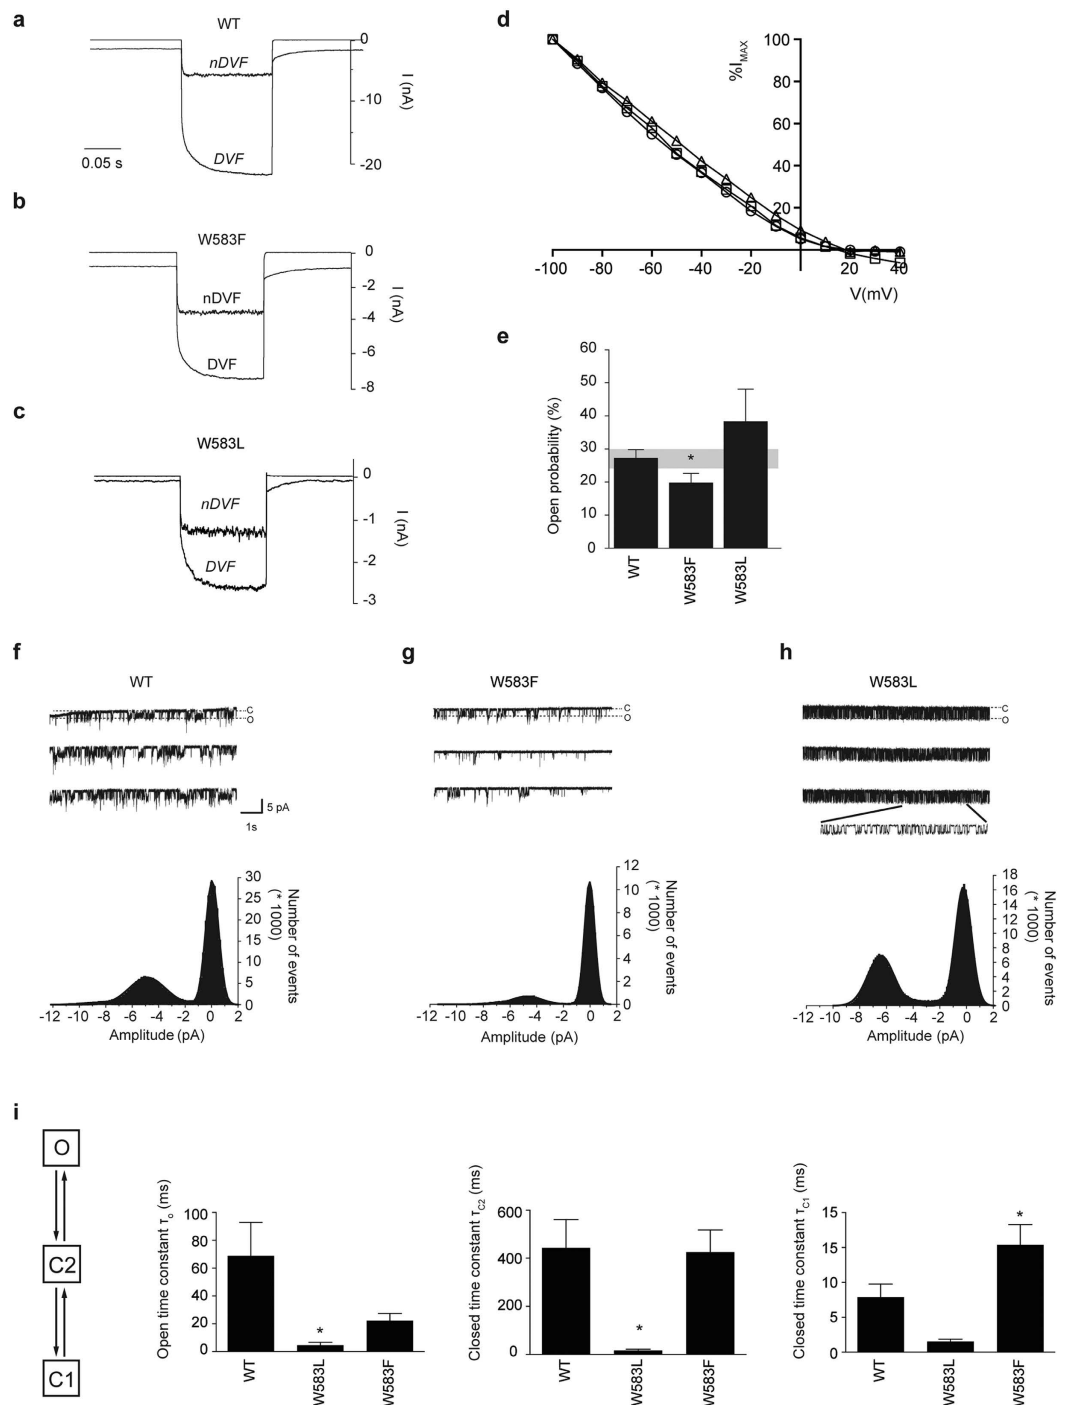 a
WT
nDVF
DVF
0
-10
-20
I (nA)
0.05 s
b
W583F
nDVF
DVF
0
-2
-4
-6
-8
I (nA)
c
W583L
nDVF
DVF
0
-1
-2
-3
I (nA)
d
%I MAX
100
80
60
40
20
-100 -80 -60 -40 -20 20 40
V(mV)
e
Open probability (%)
60
50
40
30
20
10
0
*
WT
W583F
W583L
f
WT
C
O
5 pA
1s
30
25
20
15
10
5
0
Number of events
(* 1000)
-12 -10 -8 -6 -4 -2 0 2
Amplitude (pA)
g
W583F
C
O
12
10
8
6
4
2
0
Number of events
(* 1000)
-12 -10 -8 -6 -4 -2 0 2
Amplitude (pA)
h
W583L
C
O
18
16
14
12
10
8
6
4
2
0
Number of events
(* 1000)
-12 -10 -8 -6 -4 -2 0 2
Amplitude (pA)
i
O
C2
C1
Open time constant τo (ms)
100
80
60
40
20
0
*
WT
W583L
W583F
Closed time constant τC2 (ms)
600
400
200
0
*
WT
W583L
W583F
Closed time constant τC1 (ms)
15
15
10
5
0
*
WT
W583L
W583F